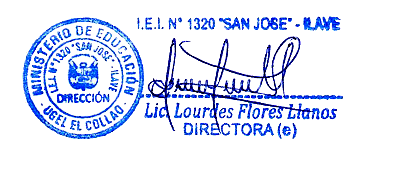 I.E.I. N° 1320 "SAN JOSE" - ILAVE
MINISTERIO DE EDUCACIÓN
I.E.I. N° 1320 "SAN JOSE" - ILAVE
DIRECCIÓN
UGEL EL COLLAO
Lic. Lourdes Flores Llanos
DIRECTORA (e)